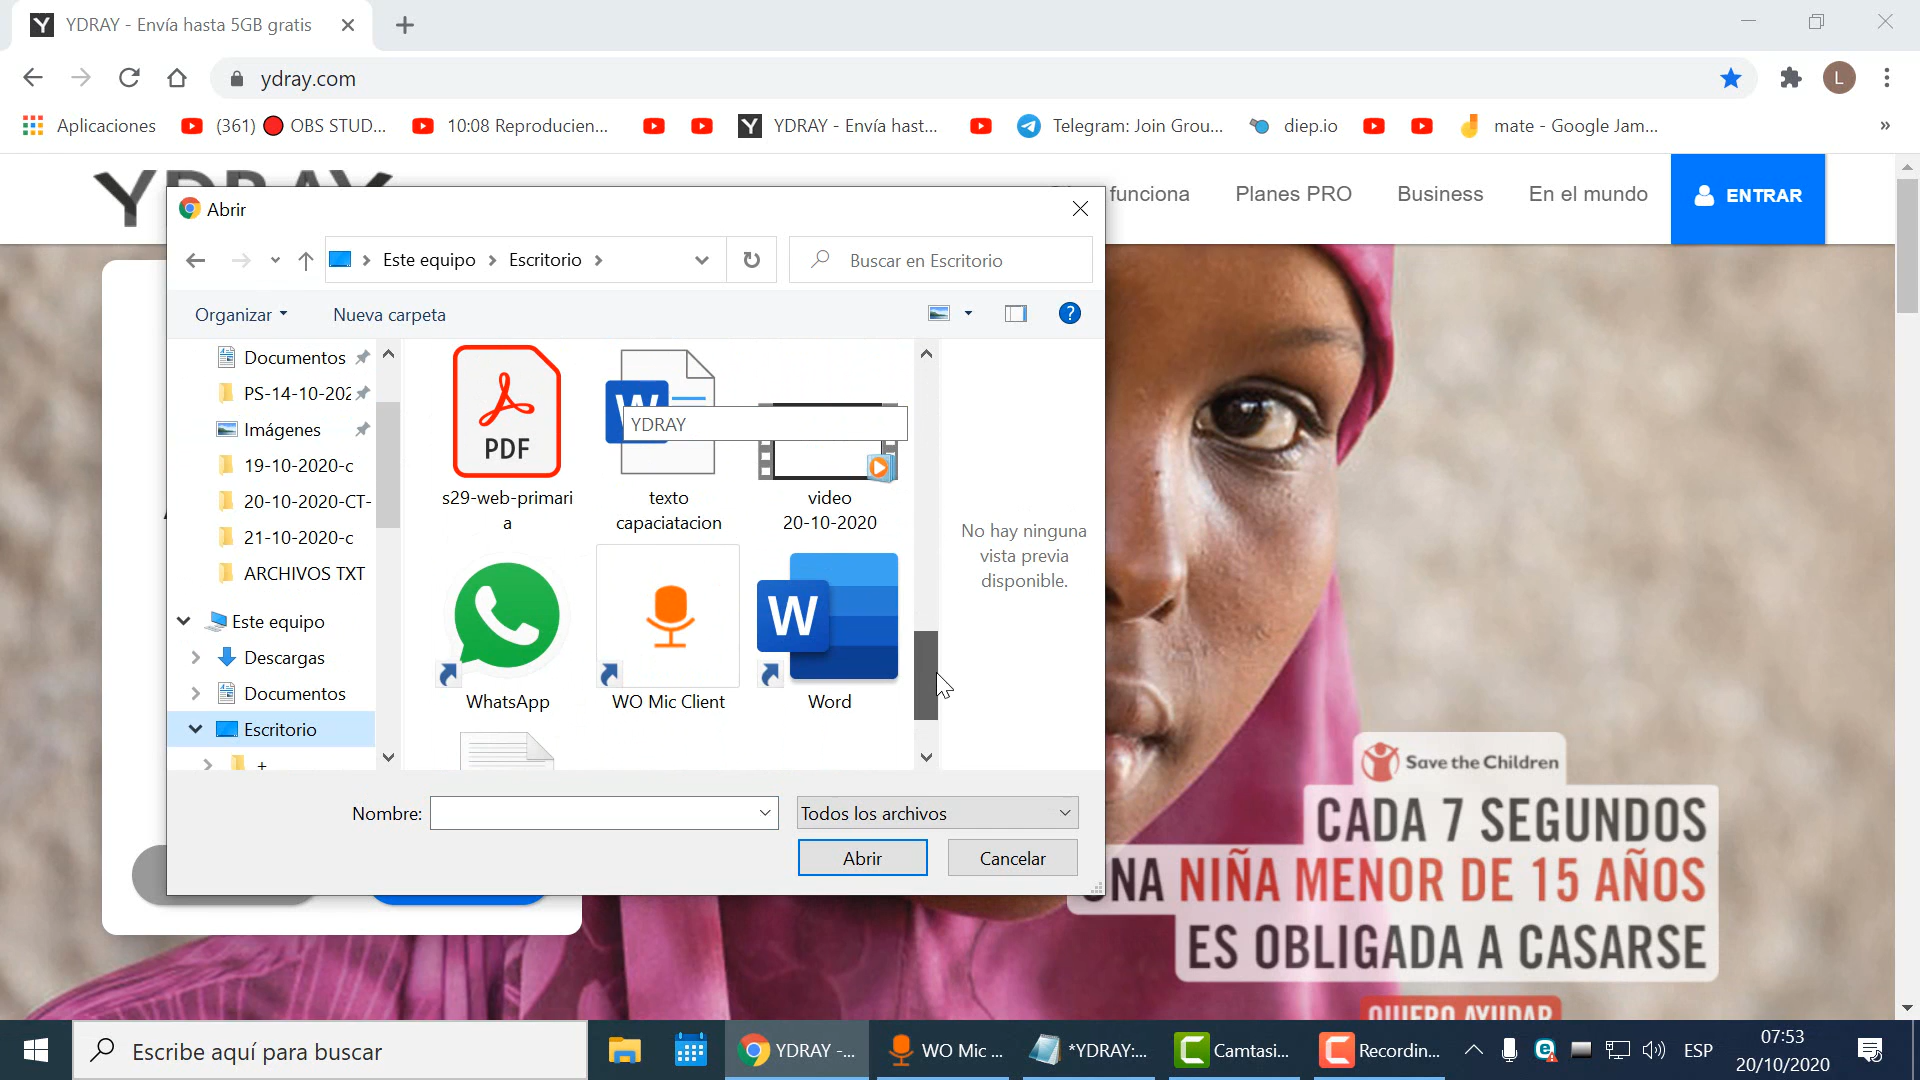 YDRAY - Envía hasta 5GB gratis
ydray.com
L
Aplicaciones
(361) OBS STUD...
10:08 Reproducien...
YDRAY - Envía hast...
Telegram: Join Grou...
diep.io
mate - Google Jam...
»
YDRAY
funciona
Planes PRO
Business
En el mundo
ENTRAR
Abrir
Este equipo
Escritorio
Buscar en Escritorio
Organizar
Nueva carpeta
Documentos
PS-14-10-202
Imágenes
19-10-2020-c
20-10-2020-CT-
21-10-2020-c
ARCHIVOS TXT
Este equipo
Descargas
Documentos
Escritorio
+
PDF
s29-web-primari
a
W
texto
capaciatacion
YDRAY
video
20-10-2020
WhatsApp
WO Mic Client
W
Word
No hay ninguna
vista previa
disponible.
Nombre:
Todos los archivos
Abrir
Cancelar
Save the Children
CADA 7 SEGUNDOS
UNA NIÑA MENOR DE 15 AÑOS
ES OBLIGADA A CASARSE
QUIERO AYUDAR
Escribe aquí para buscar
YDRAY -...
WO Mic ...
*YDRAY:...
Camtasi...
Recordin...
ESP
07:53
20/10/2020